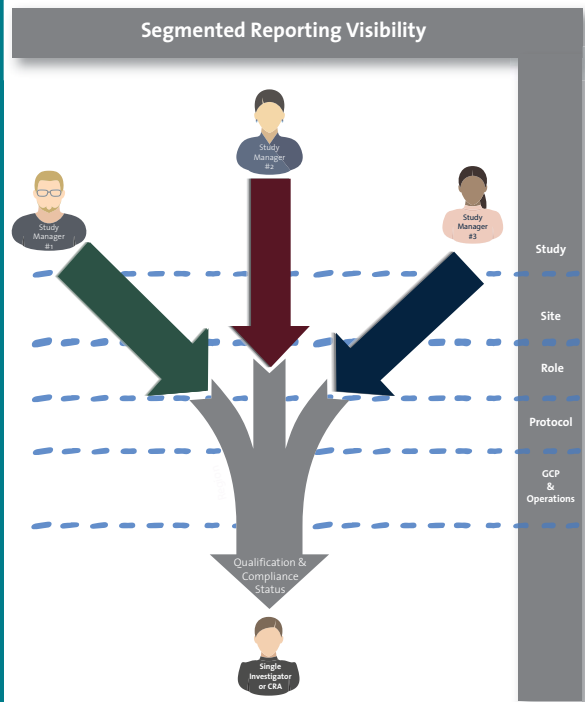 Segmented Reporting Visibility
Study
Manager
#2
Study
Manager
#1
Study
Manager
#3
Study
Site
Role
Protocol
GCP
&
Operations
Qualification &
Compliance
Status
Single
Investigator
or CRA